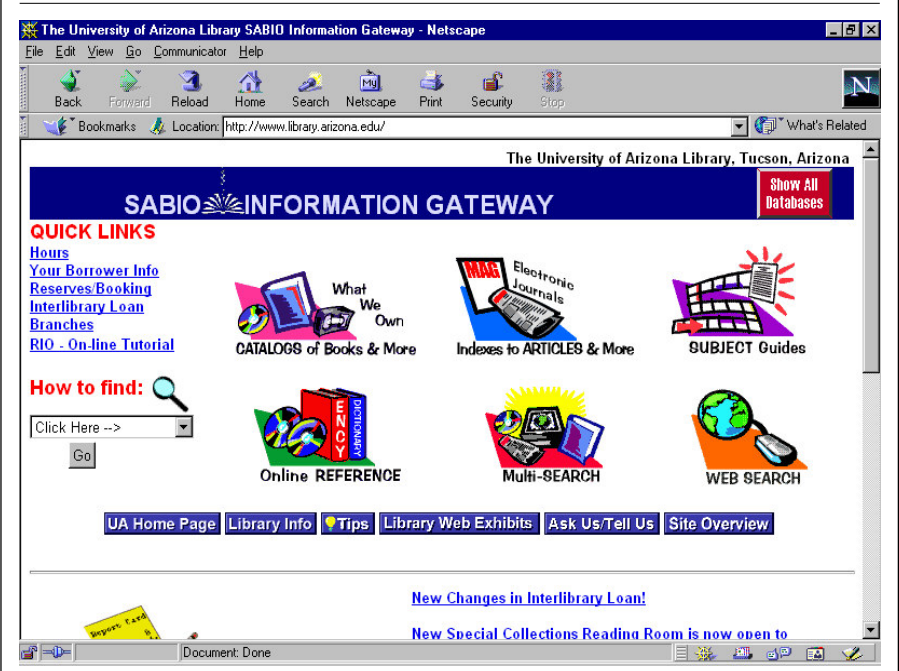 The University of Arizona Library SABIO Information Gateway - Netscape
File Edit View Go Communicator Help
Back Forward Reload Home Search Netscape Print Security Stop
My
N
Bookmarks Location: http://www.library.arizona.edu/ What's Related
The University of Arizona Library, Tucson, Arizona
SABIO INFORMATION GATEWAY
Show All
Databases
QUICK LINKS
Hours
Your Borrower Info
Reserves/Booking
Interlibrary Loan
Branches
RIO - On-line Tutorial
What
We
Own
CATALOGS of Books & More
MAG
Electronic
Journals
Indexes to ARTICLES & More
SUBJECT Guides
How to find:
Click Here -->
Go
ENCY
DICTIONARY
Online REFERENCE
Multi-SEARCH
WEB SEARCH
UA Home Page Library Info Tips Library Web Exhibits Ask Us/Tell Us Site Overview
New Changes in Interlibrary Loan!
Report Card
New Special Collections Reading Room is now open to
Document: Done